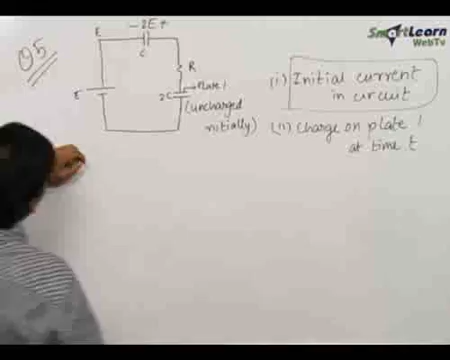 SmartLearn
WebTv
Q5
E
- 2E +
C
R
E
2C
Plate 1
(uncharged
initially)
(i) Initial current
in circuit
(ii) Charge on plate 1
at time t